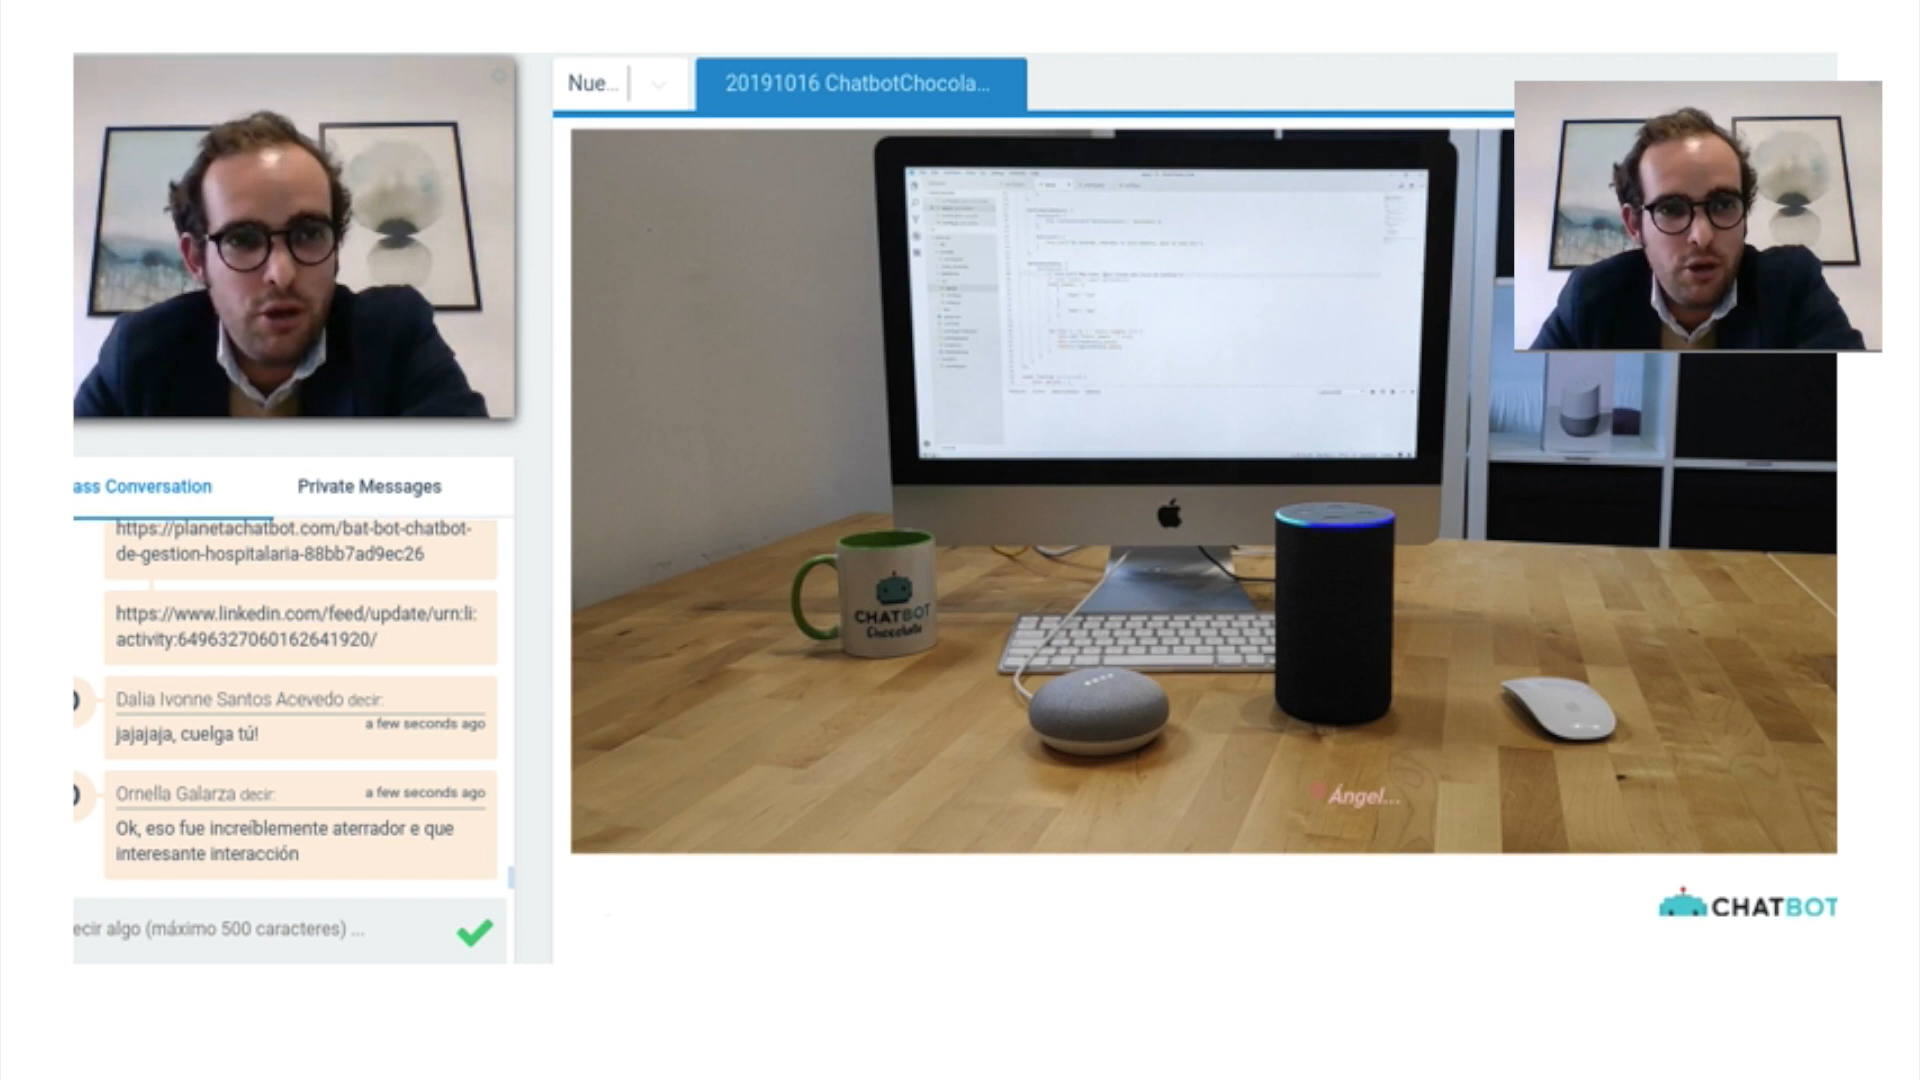 Nue...
20191016 ChatbotChocola...
ass Conversation
Private Messages
https://planetachatbot.com/bat-bot-chatbot-
de-gestion-hospitalaria-88bb7ad9ec26
https://www.linkedin.com/feed/update/urn:li:
activity:6496327060162641920/
Dalia Ivonne Santos Acevedo decir:
a few seconds ago
jajajaja, cuelga tú!
Ornella Galarza decir:
a few seconds ago
Ok, eso fue increíblemente aterrador e que
interesante interacción
ecir algo (máximo 500 caracteres) ...
CHATBOT
Chocolate
Ángel...
CHATBOT